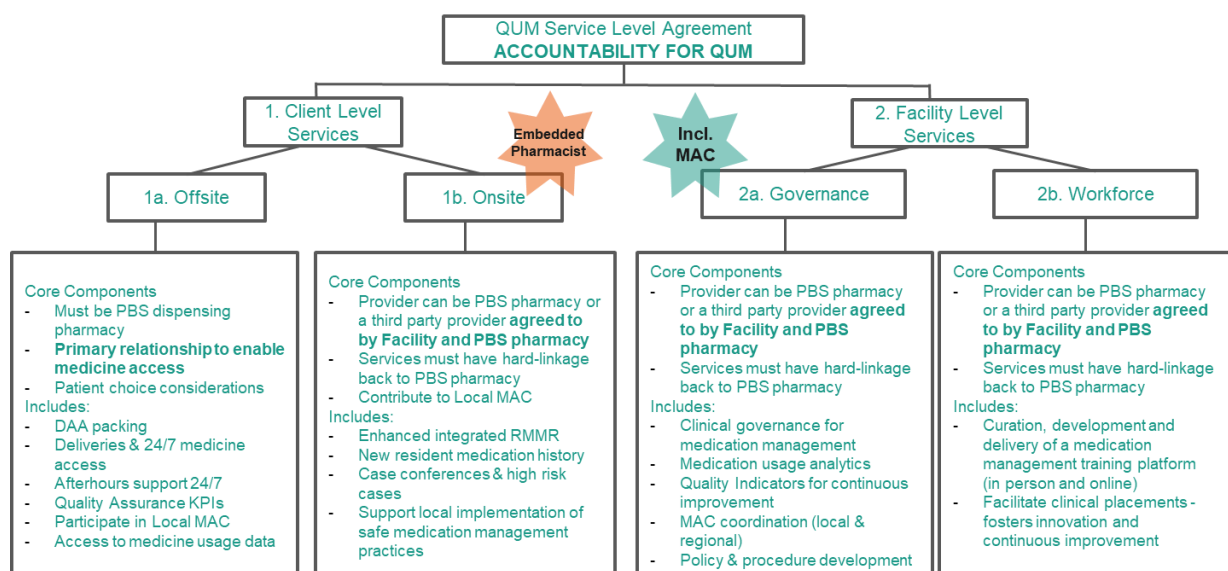 QUM Service Level Agreement
ACCOUNTABILITY FOR QUM
1. Client Level
Services
Embedded
Pharmacist
Incl.
MAC
2. Facility Level
Services
1a. Offsite
1b. Onsite
2a. Governance
2b. Workforce
Core Components
- Must be PBS dispensing
pharmacy
- Primary relationship to enable
medicine access
- Patient choice considerations
Includes:
- DAA packing
- Deliveries & 24/7 medicine
access
- Afterhours support 24/7
- Quality Assurance KPIs
- Participate in Local MAC
- Access to medicine usage data
Core Components
- Provider can be PBS pharmacy or
a third party provider agreed to
by Facility and PBS pharmacy
- Services must have hard-linkage
back to PBS pharmacy
- Contribute to Local MAC
Includes:
- Enhanced integrated RMMR
- New resident medication history
- Case conferences & high risk
cases
- Support local implementation of
safe medication management
practices
Core Components
- Provider can be PBS pharmacy
or a third party provider agreed
to by Facility and PBS
pharmacy
- Services must have hard-linkage
back to PBS pharmacy
Includes:
- Clinical governance for
medication management
- Medication usage analytics
- Quality Indicators for continuous
improvement
- MAC coordination (local &
regional)
- Policy & procedure development
Core Components
- Provider can be PBS pharmacy
or a third party provider agreed
to by Facility and PBS
pharmacy
- Services must have hard-linkage
back to PBS pharmacy
Includes:
- Curation, development and
delivery of a medication
management training platform
(in person and online)
- Facilitate clinical placements -
fosters innovation and
continuous improvement